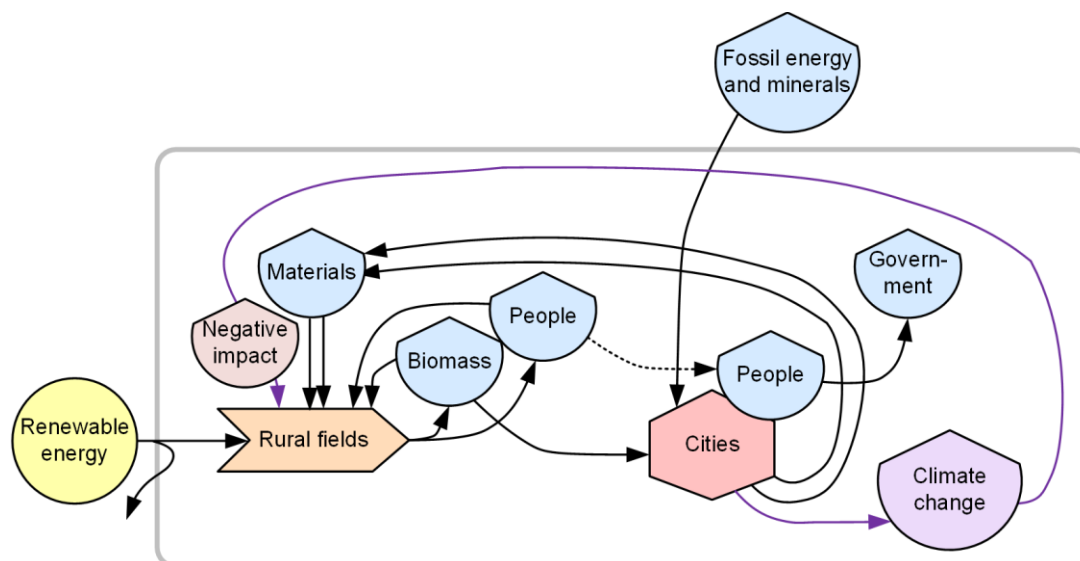 Fossil energy
and minerals
Materials
Govern-
ment
People
Negative
impact
Biomass
People
Renewable
energy
Rural fields
Cities
Climate
change